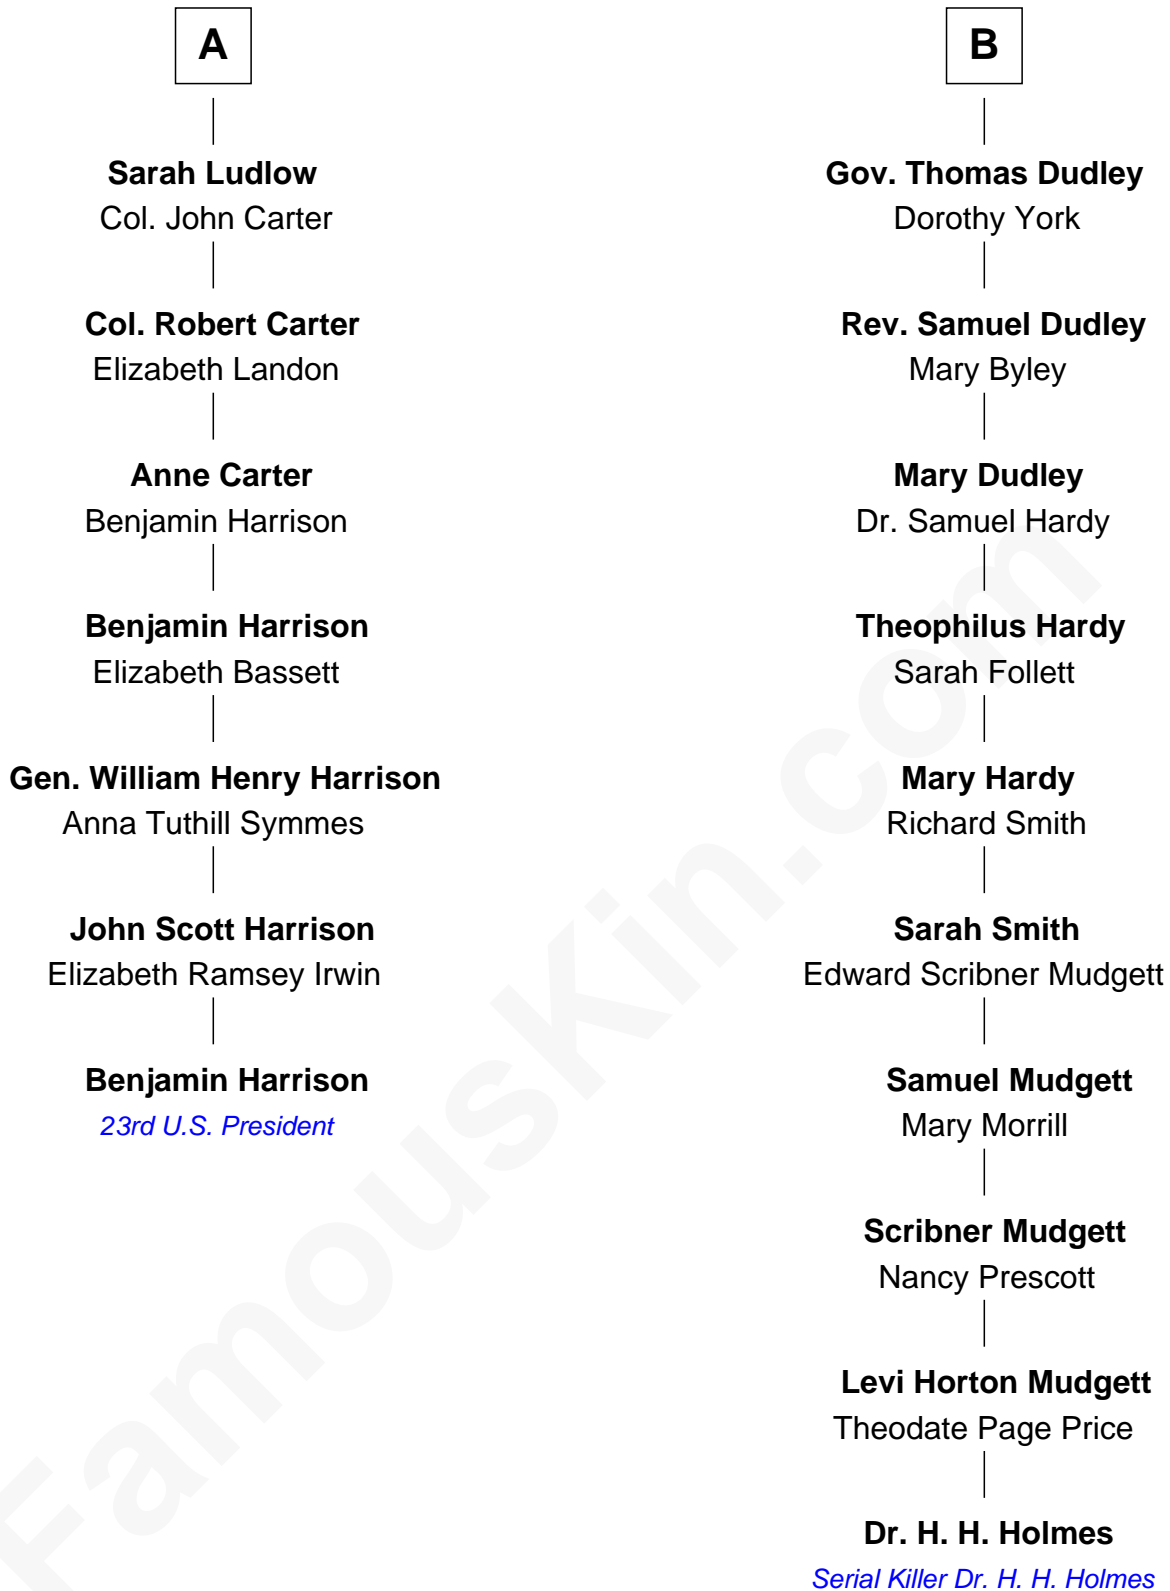 A
Sarah Ludlow
Col. John Carter
Col. Robert Carter
Elizabeth Landon
Anne Carter
Benjamin Harrison
Benjamin Harrison
Elizabeth Bassett
Gen. William Henry Harrison
Anna Tuthill Symmes
John Scott Harrison
Elizabeth Ramsey Irwin
Benjamin Harrison
23rd U.S. President
B
Gov. Thomas Dudley
Dorothy York
Rev. Samuel Dudley
Mary Byley
Mary Dudley
Dr. Samuel Hardy
Theophilus Hardy
Sarah Follett
Mary Hardy
Richard Smith
Sarah Smith
Edward Scribner Mudgett
Samuel Mudgett
Mary Morrill
Scribner Mudgett
Nancy Prescott
Levi Horton Mudgett
Theodate Page Price
Dr. H. H. Holmes
Serial Killer Dr. H. H. Holmes
FamousKin.com